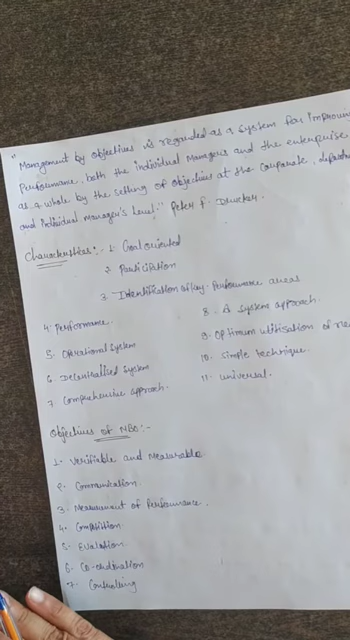 "Management by objectives is regarded as a system for improving
Performance, both the individual Managers and the enterprise
as a whole by the setting of objectives at the corporate, departm
and individual manager's level." Peter F. Drucker.
Characteristics:- 1. Goal oriented
2. Participation
3. Identification of key Performance areas
4. Performance.
5. Operational System
6. Decentralised System
7. Comprehensive approach.
8. A systems approach.
9. Optimum utilisation of re
10. Simple technique.
11. universal.
Objectives of MBO:-
1. Verifiable and Measurable
2. Communication.
3. Measurement of Performance.
4.
5. Evalation.
6. Co-ordination
7. Controlling